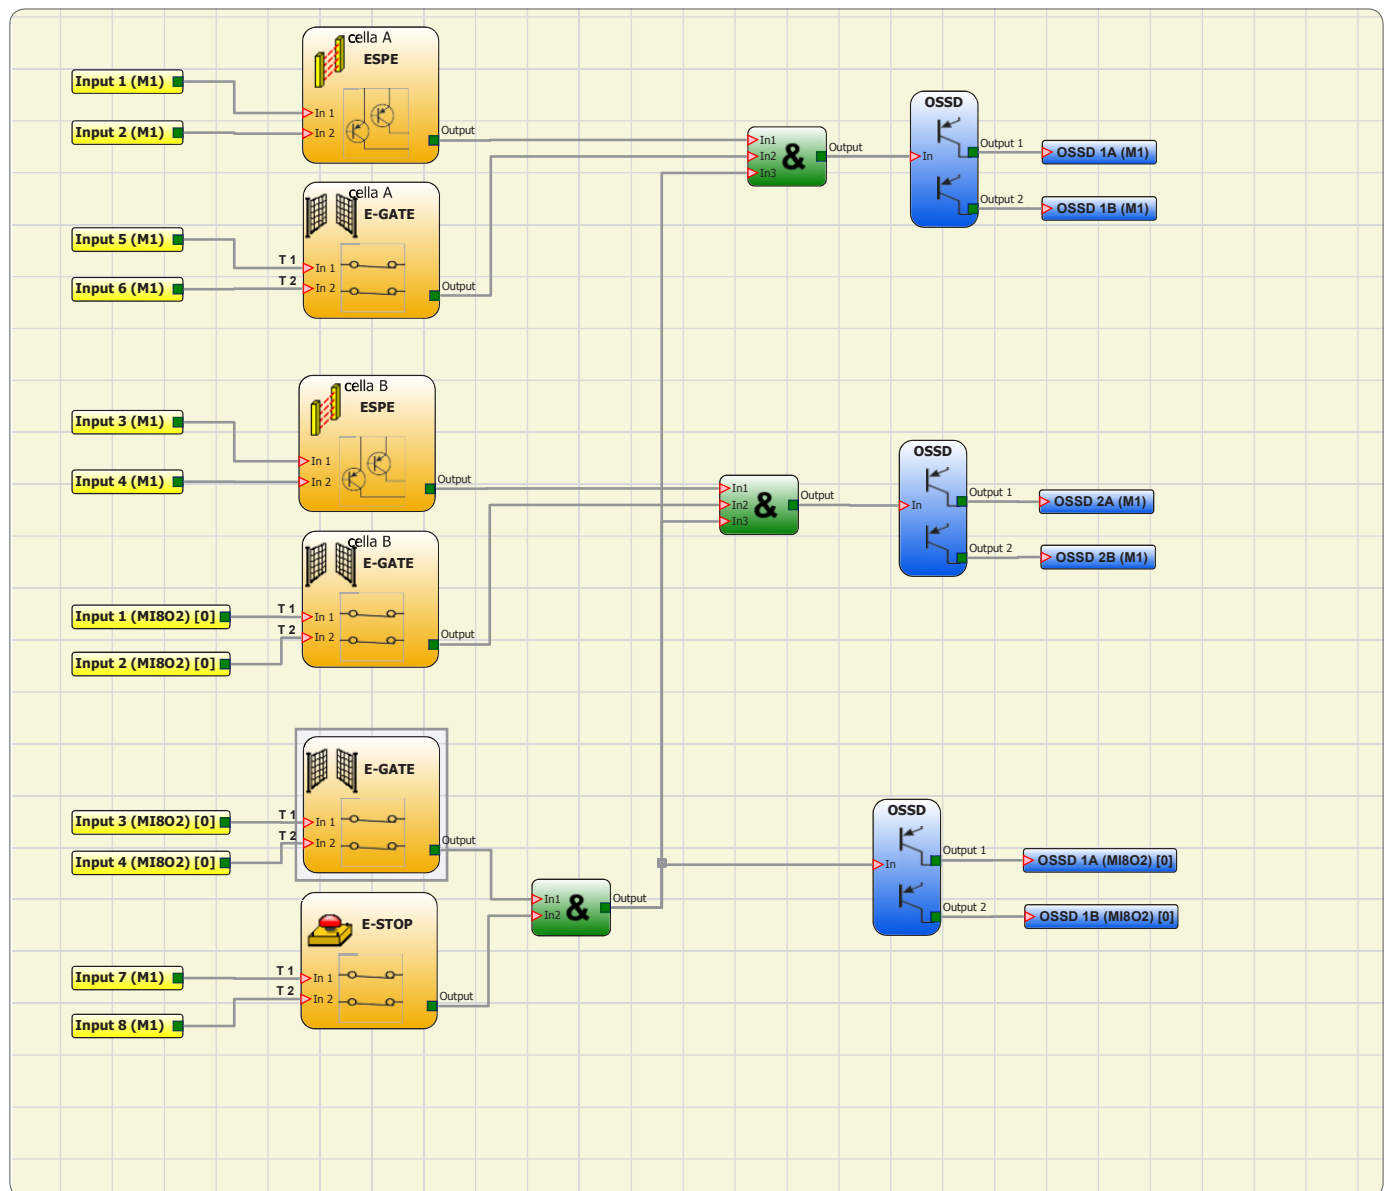 cella A
ESPE
Input 1 (M1)
In 1
Input 2 (M1)
In 2
Output
In1
In2
In3
&
Output
OSSD
In
Output 1
OSSD 1A (M1)
Output 2
OSSD 1B (M1)
cella A
E-GATE
Input 5 (M1)
T 1
In 1
Input 6 (M1)
T 2
In 2
Output
cella B
ESPE
Input 3 (M1)
In 1
Input 4 (M1)
In 2
Output
In1
In2
In3
&
Output
OSSD
In
Output 1
OSSD 2A (M1)
Output 2
OSSD 2B (M1)
cella B
E-GATE
Input 1 (MI8O2) [0]
T 1
In 1
T 2
In 2
Input 2 (MI8O2) [0]
Output
E-GATE
Input 3 (MI8O2) [0]
T 1
In 1
T 2
In 2
Input 4 (MI8O2) [0]
Output
In1
In2
&
Output
OSSD
In
Output 1
OSSD 1A (MI8O2) [0]
Output 2
OSSD 1B (MI8O2) [0]
E-STOP
Input 7 (M1)
T 1
In 1
T 2
In 2
Input 8 (M1)
Output